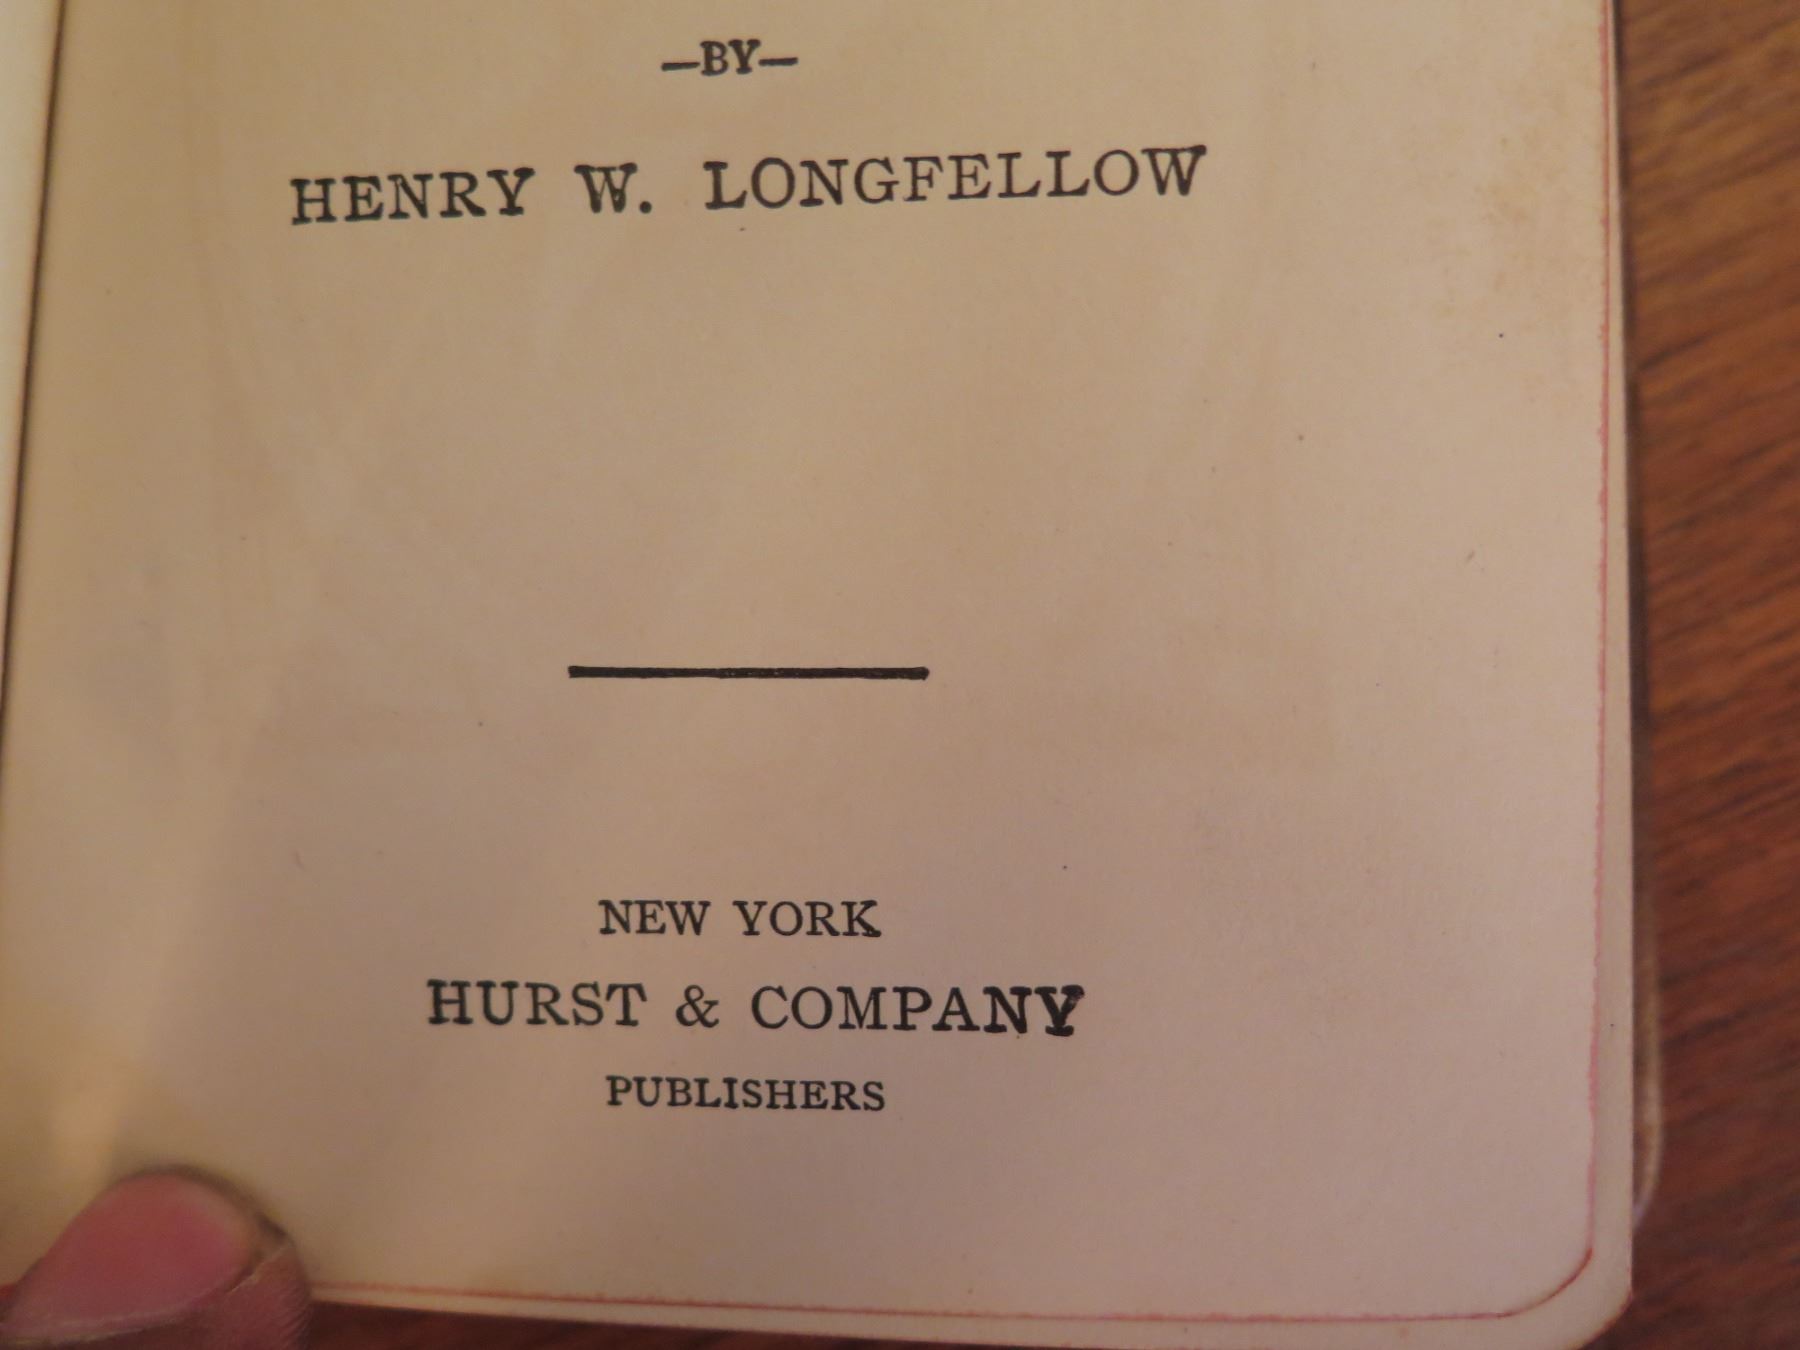 —BY—
HENRY W. LONGFELLOW
NEW YORK
HURST & COMPANY
PUBLISHERS